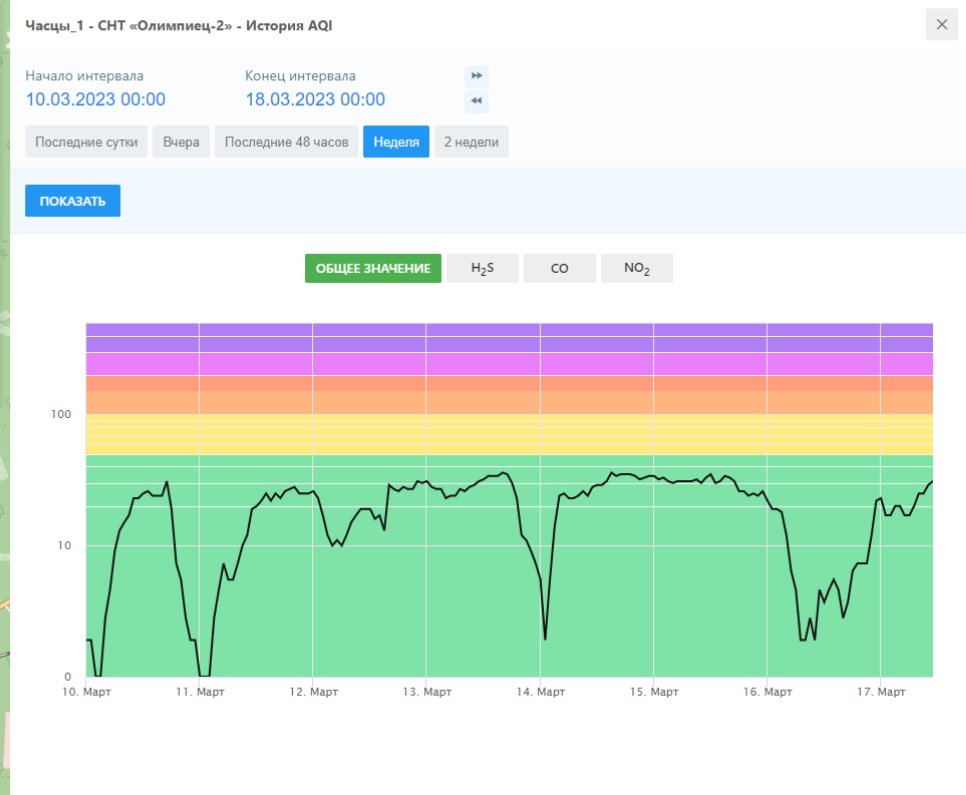 Часцы_1 - СНТ «Олимпиец-2» - История AQI
Начало интервала Конец интервала
10.03.2023 00:00 18.03.2023 00:00
Последние сутки Вчера Последние 48 часов Неделя 2 недели
ПОКАЗАТЬ
ОБЩЕЕ ЗНАЧЕНИЕ H₂S CO NO₂
100
10
0
10. Март 11. Март 12. Март 13. Март 14. Март 15. Март 16. Март 17. Март